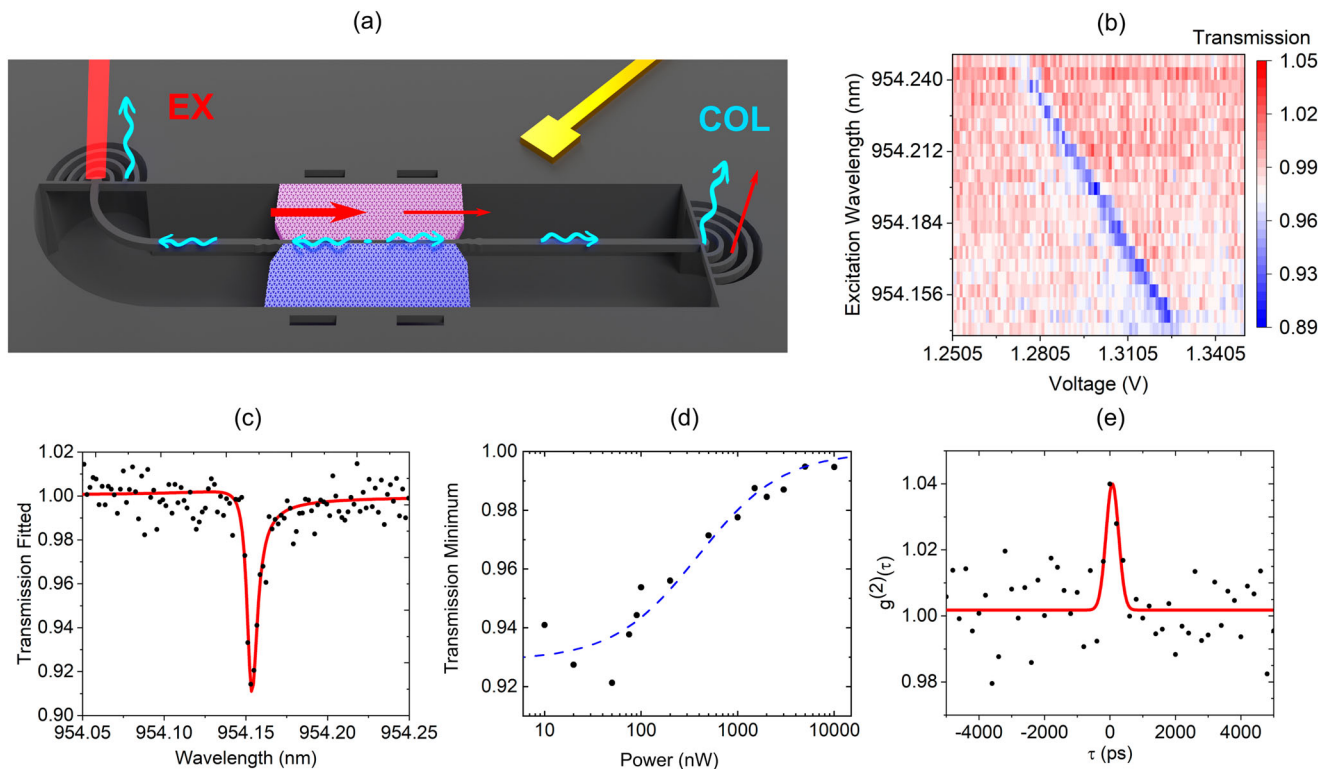 (a)
EX
COL
(b)
Transmission
Excitation Wavelength (nm)
954.240
954.212
954.184
954.156
1.2505 1.2805 1.3105 1.3405
Voltage (V)
1.05
1.02
0.99
0.96
0.93
0.89
(c)
Transmission Fitted
1.02
1.00
0.98
0.96
0.94
0.92
0.90
954.05 954.10 954.15 954.20 954.25
Wavelength (nm)
(d)
Transmission Minimum
1.00
0.98
0.96
0.94
0.92
10 100 1000 10000
Power (nW)
(e)
g(2)(τ)
1.04
1.02
1.00
0.98
-4000 -2000 0 2000 4000
τ (ps)